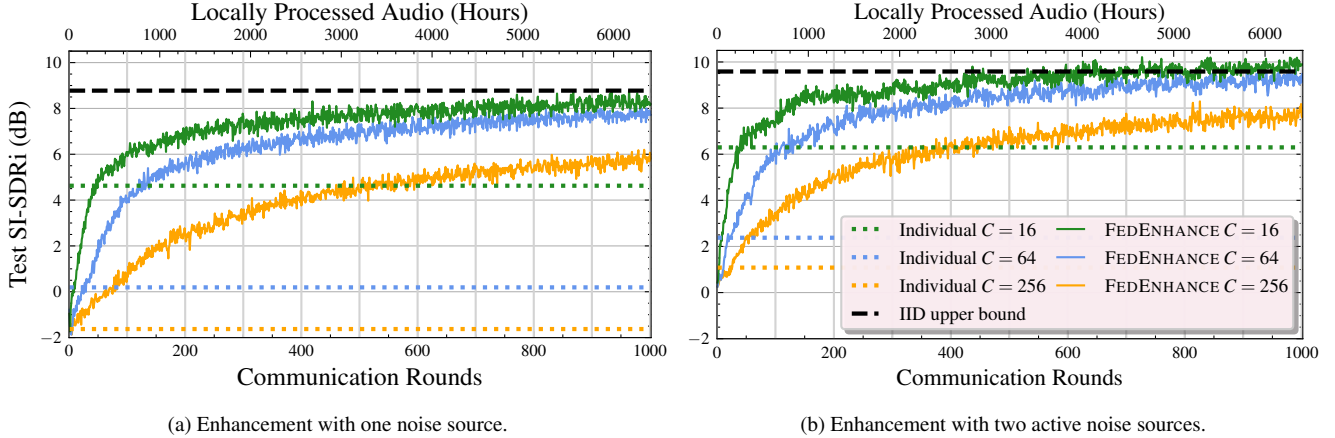 Locally Processed Audio (Hours)
0 1000 2000 3000 4000 5000 6000
10
8
6
4
2
0
−2
Test SI-SDRi (dB)
0 200 400 600 800 1000
Communication Rounds
(a) Enhancement with one noise source.
Locally Processed Audio (Hours)
0 1000 2000 3000 4000 5000 6000
10
8
6
4
2
0
−2
Individual C = 16 FEDENHANCE C = 16
Individual C = 64 FEDENHANCE C = 64
Individual C = 256 FEDENHANCE C = 256
IID upper bound
0 200 400 600 800 1000
Communication Rounds
(b) Enhancement with two active noise sources.